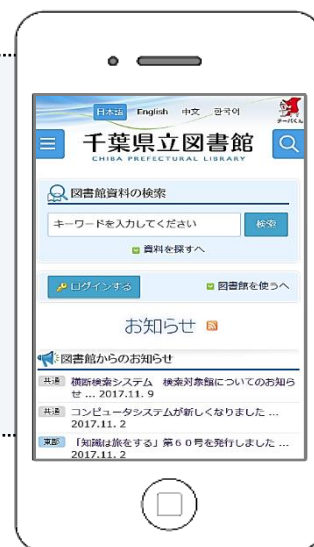 日本語 English 中文 한국어
チーバくん
千葉県立図書館
CHIBA PREFECTURAL LIBRARY
図書館資料の検索
キーワードを入力してください 検索
資料を探すへ
ログインする 図書館を使うへ
お知らせ
図書館からのお知らせ
共通 横断検索システム 検索対象館についてのお知ら
せ ... 2017.11. 9
共通 コンピュータシステムが新しくなりました ...
2017.11. 2
東部 「知識は旅をする」第60号を発行しました ...
2017.11. 2